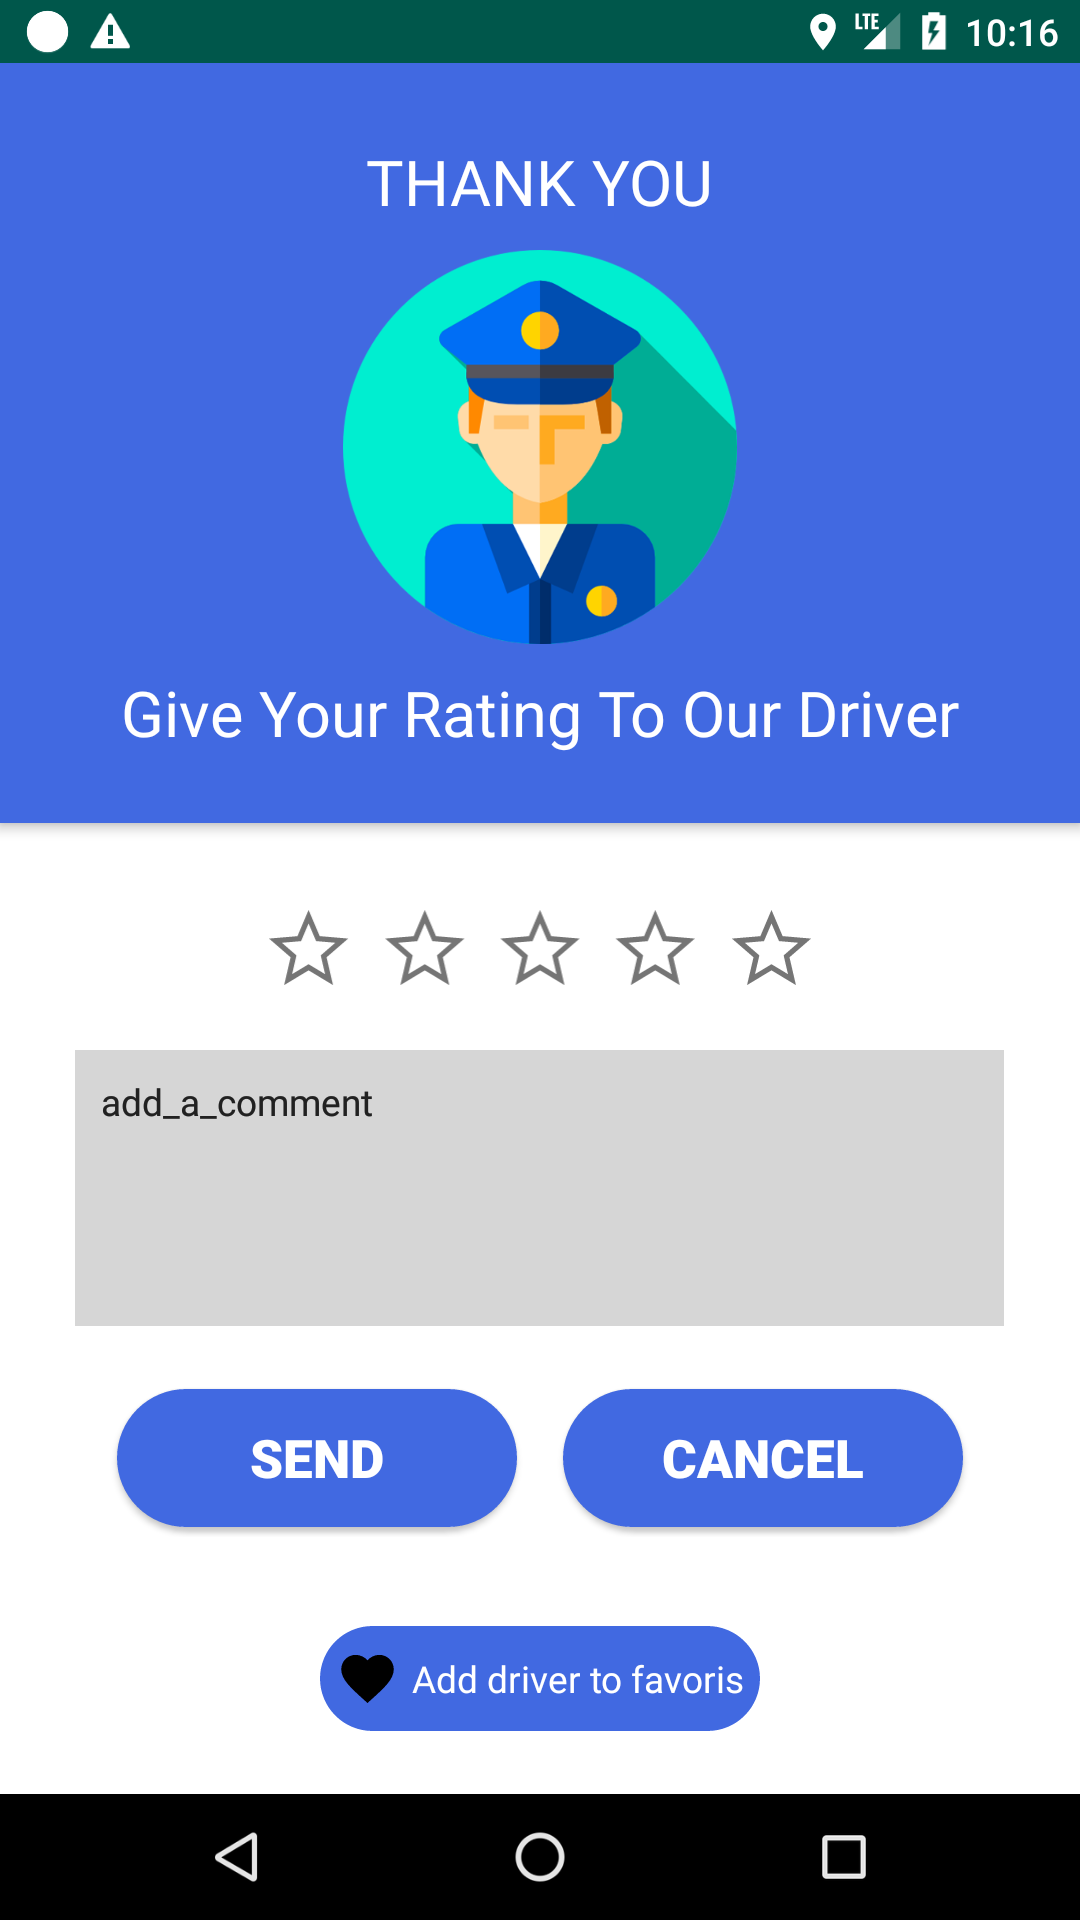 LTE 10:16
THANK YOU
Give Your Rating To Our Driver
add_a_comment
SEND CANCEL
Add driver to favoris